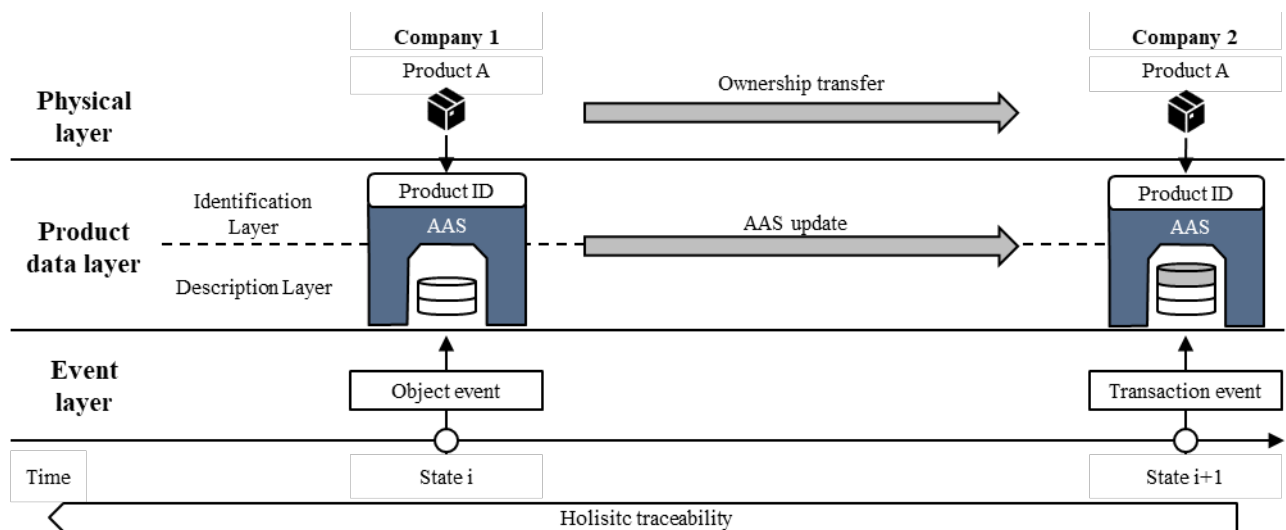 Company 1
Company 2
Product A
Product A
Physical
layer
Ownership transfer
Product ID
Product ID
Identification
Layer
AAS
AAS update
AAS
Product
data layer
Description Layer
Event
layer
Object event
Transaction event
Time
State i
State i+1
Holisitc traceability